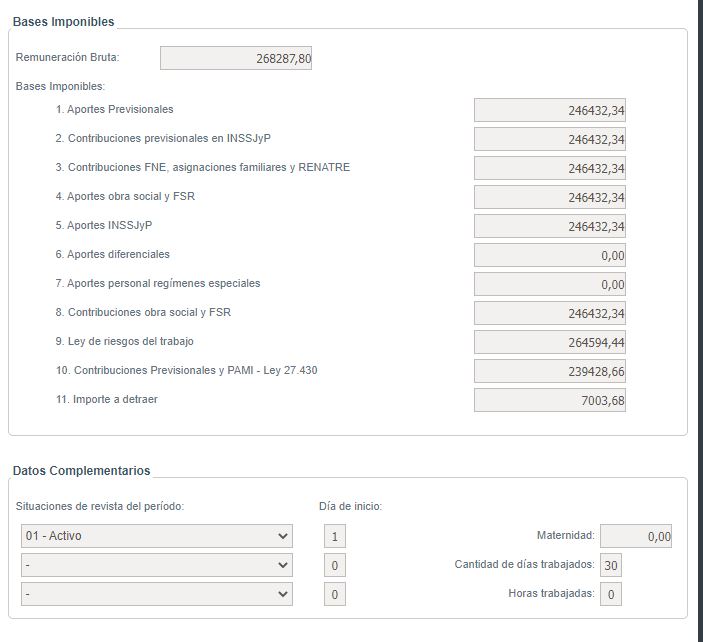 Bases Imponibles
Remuneración Bruta: 268287,80
Bases Imponibles:
1. Aportes Previsionales 246432,34
2. Contribuciones previsionales en INSSJyP 246432,34
3. Contribuciones FNE, asignaciones familiares y RENATRE 246432,34
4. Aportes obra social y FSR 246432,34
5. Aportes INSSJyP 246432,34
6. Aportes diferenciales 0,00
7. Aportes personal regímenes especiales 0,00
8. Contribuciones obra social y FSR 246432,34
9. Ley de riesgos del trabajo 264594,44
10. Contribuciones Previsionales y PAMI - Ley 27.430 239428,66
11. Importe a detraer 7003,68
Datos Complementarios
Situaciones de revista del período: Día de inicio:
01 - Activo 1 Maternidad: 0,00
- 0 Cantidad de días trabajados: 30
- 0 Horas trabajadas: 0